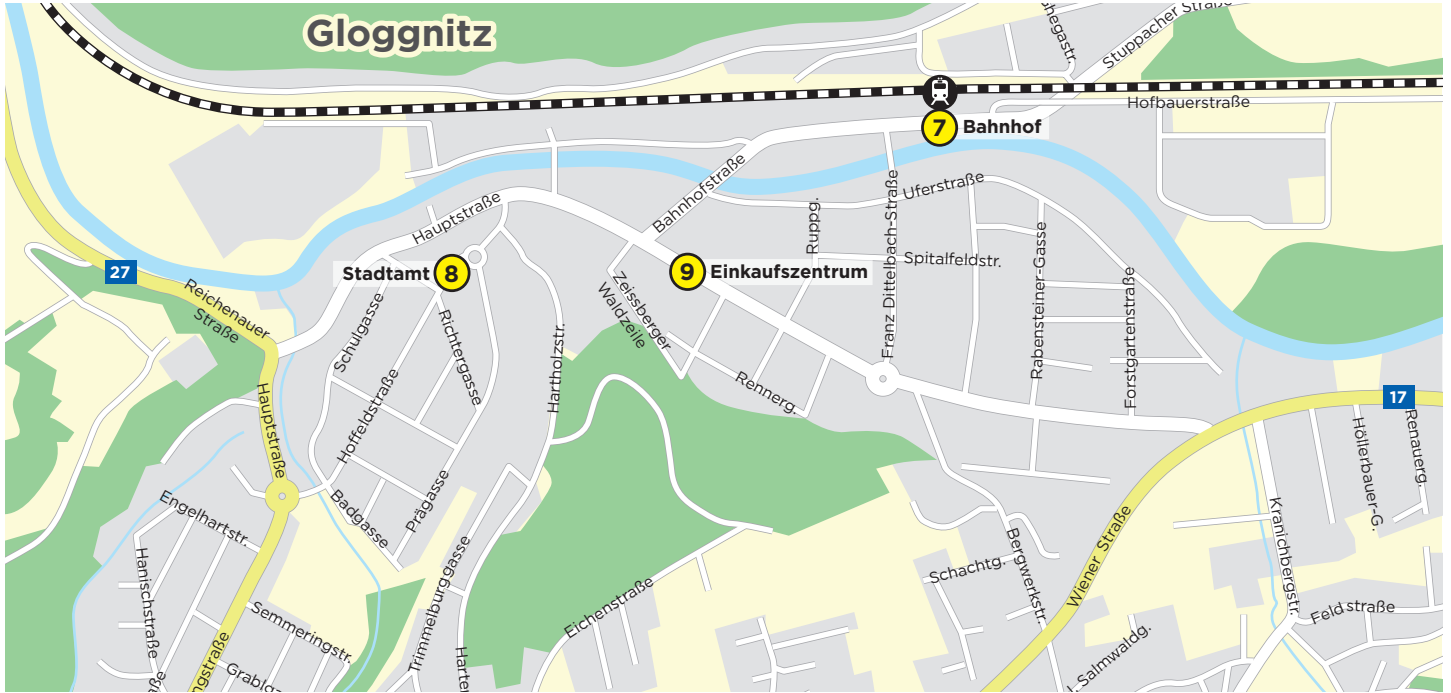 Gloggnitz
Stuppacher Straße
Hofbauerstraße
7 Bahnhof
Bahnhofstraße
Hauptstraße
Uferstraße
Ruppg.
Franz Dittelbach-Straße
Spitalfeldstr.
Rabensteiner-Gasse
Forstgartenstraße
27
Reichenauer
Straße
Stadtamt 8
9 Einkaufszentrum
Zeissberger
Waldzeile
Schulgasse
Richtergasse
Hartholzstr.
Rennerg.
Hauptstraße
Hoffeldstraße
17
Renauerg.
Höllerbauer-G.
Badgasse
Prägasse
Engelhartstr.
Hanischstraße
Semmeringstr.
Trimmelburggasse
Eichenstraße
Schachtg.
Bergwerkstr.
Wiener Straße
Kranichbergstr.
Feldstraße
-Salmwaldg.